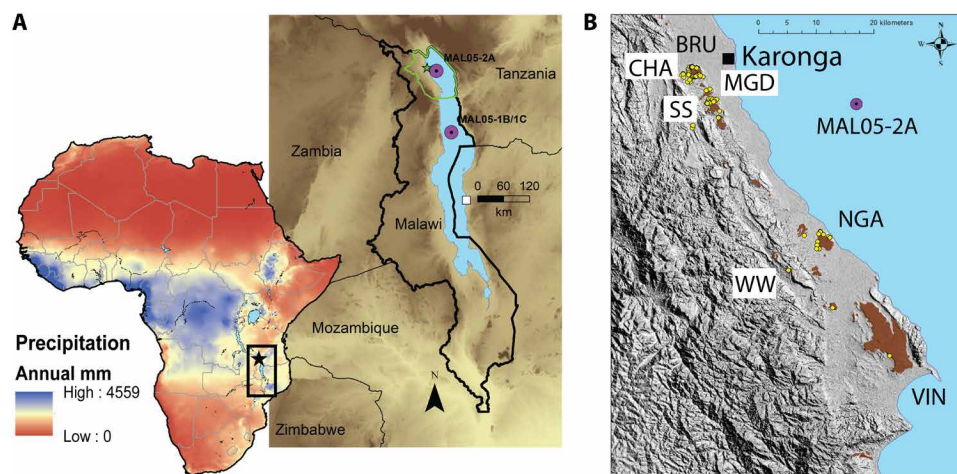 A
MAL05-2A
Tanzania
MAL05-1B/1C
Zambia
0 60 120
km
Malawi
Mozambique
N
Zimbabwe
Precipitation
Annual mm
High : 4559
Low : 0
B
0 5 10 20 kilometers
N
W E
S
BRU
Karonga
CHA
MGD
SS
MAL05-2A
NGA
WW
VIN